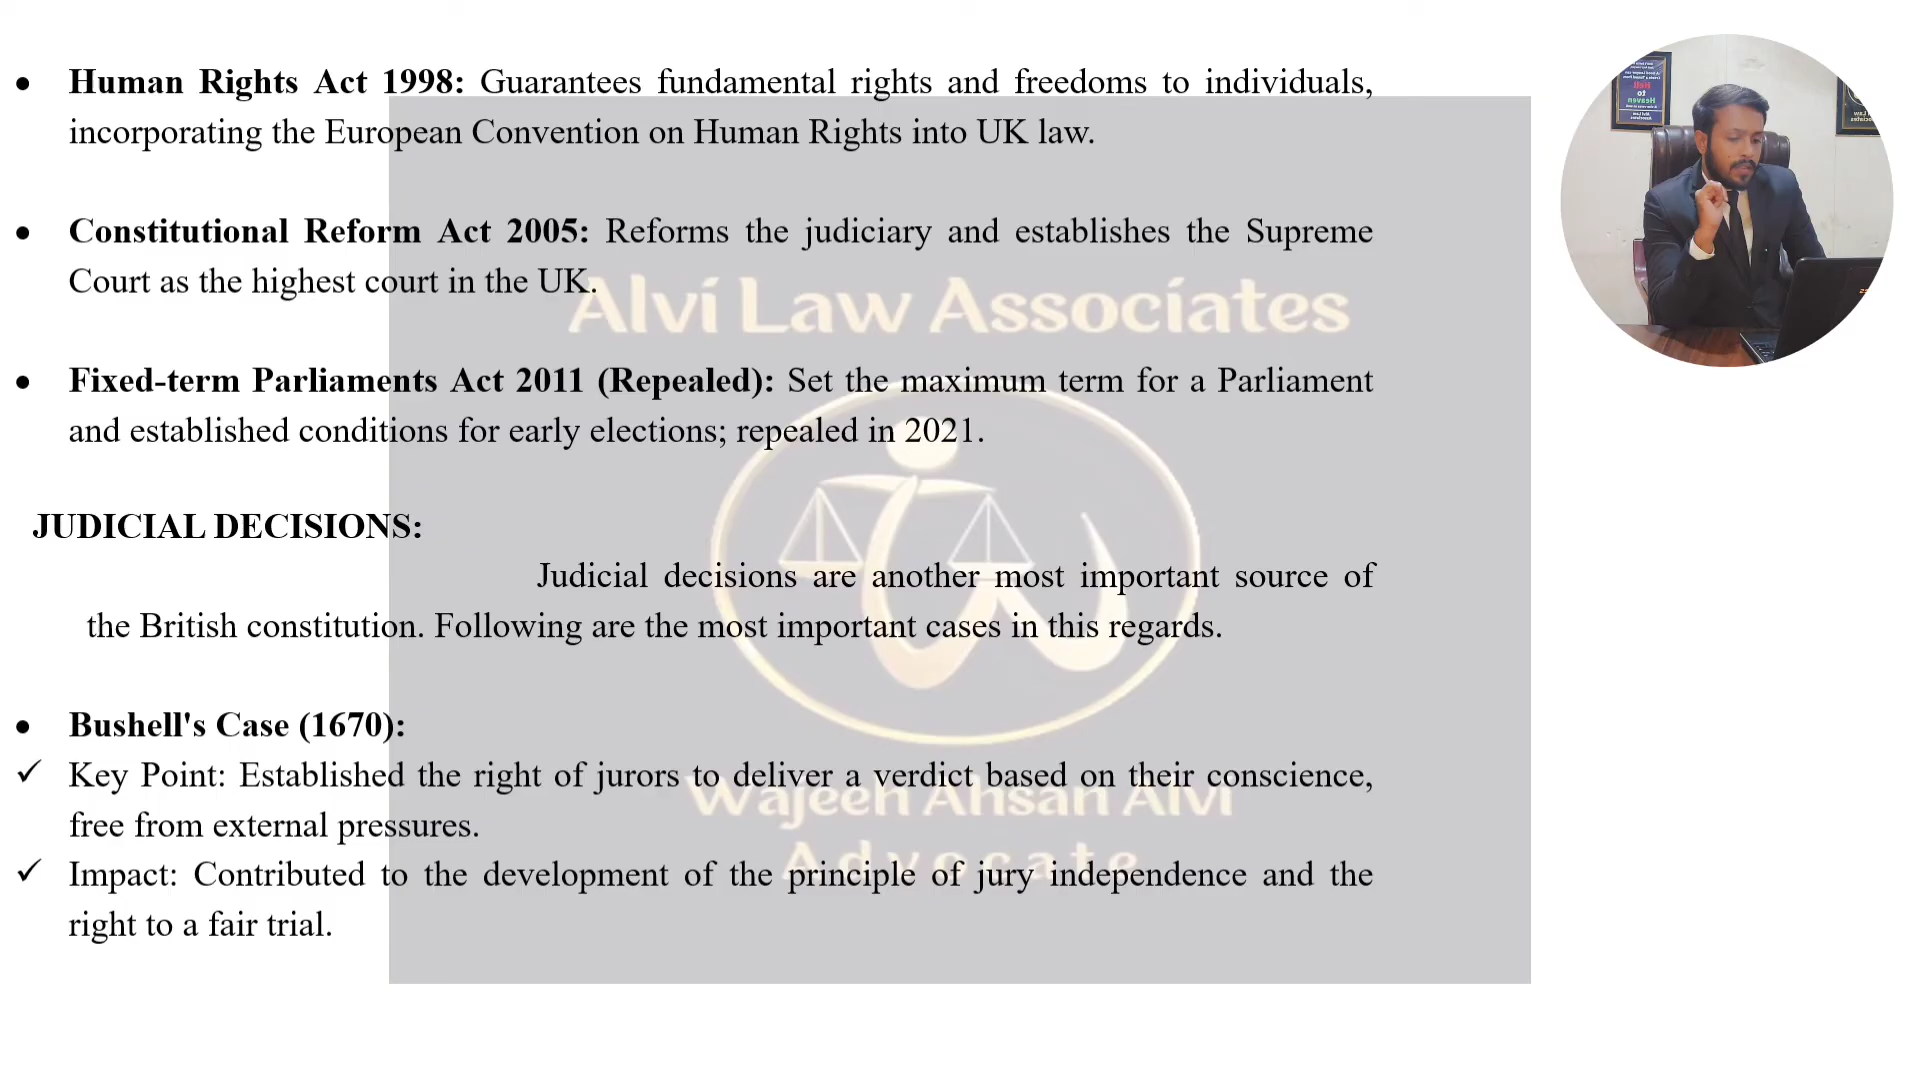 • Human Rights Act 1998: Guarantees fundamental rights and freedoms to individuals,
incorporating the European Convention on Human Rights into UK law.
• Constitutional Reform Act 2005: Reforms the judiciary and establishes the Supreme
Court as the highest court in the UK.
Alvi Law Associates
• Fixed-term Parliaments Act 2011 (Repealed): Set the maximum term for a Parliament
and established conditions for early elections; repealed in 2021.
JUDICIAL DECISIONS:
Judicial decisions are another most important source of
the British constitution. Following are the most important cases in this regards.
• Bushell's Case (1670):
✓ Key Point: Established the right of jurors to deliver a verdict based on their conscience,
free from external pressures.
Wajeeh Ahsan Alvi
Advocate
✓ Impact: Contributed to the development of the principle of jury independence and the
right to a fair trial.
Hell
to
Heaven